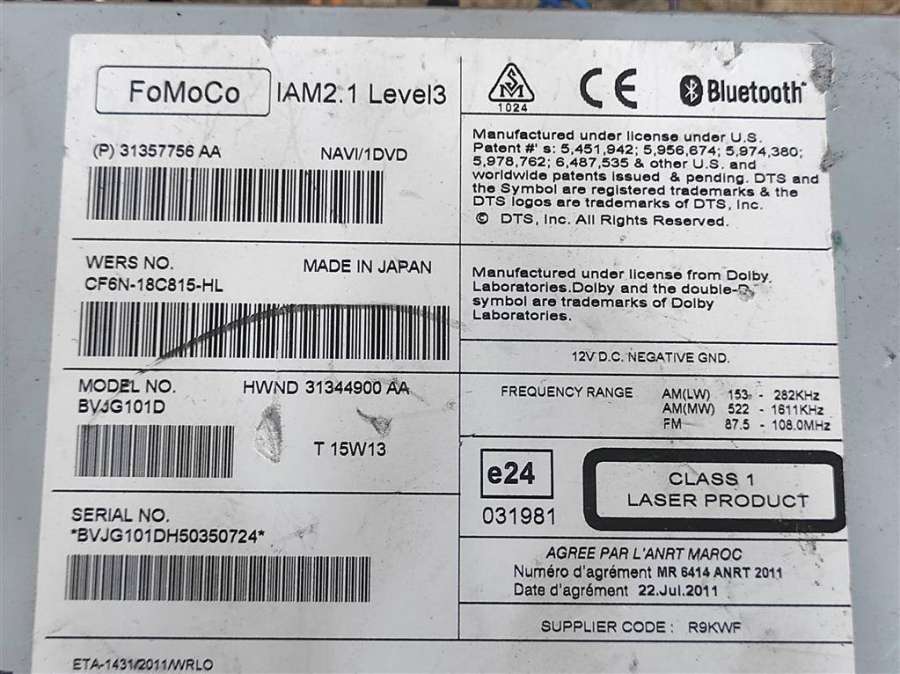 FoMoCo IAM2.1 Level3
(P) 31357756 AA NAVI/1DVD
WERS NO. MADE IN JAPAN
CF6N-18C815-HL
MODEL NO. HWND 31344900 AA
BVJG101D
T 15W13
SERIAL NO.
*BVJG101DH50350724*
ETA-1431/2011/WRLO
SM
1024
CE
Bluetooth
Manufactured under license under U.S.
Patent #' s: 5,451,942; 5,956,674; 5,974,380;
5,978,762; 6,487,535 & other U.S. and
worldwide patents issued & pending. DTS and
the Symbol are registered trademarks & the
DTS logos are trademarks of DTS, Inc.
© DTS, Inc. All Rights Reserved.
Manufactured under license from Dolby
Laboratories.Dolby and the double-D
symbol are trademarks of Dolby
Laboratories.
12V D.C. NEGATIVE GND.
FREQUENCY RANGE AM(LW) 153 - 282KHz
AM(MW) 522 - 1611KHz
FM 87.5 - 108.0MHz
e24
031981
CLASS 1
LASER PRODUCT
AGREE PAR L'ANRT MAROC
Numéro d'agrément MR 6414 ANRT 2011
Date d'agrément 22.Jul.2011
SUPPLIER CODE : R9KWF